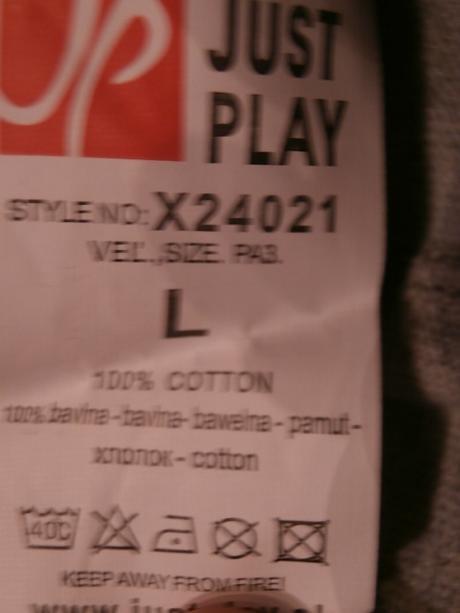 JUST
PLAY
STYLE NO: X24021
VEL., SIZE. PA3.
L
100% COTTON
100% bavlna - bavlna - bawełna - pamut -
хлопок - cotton
40C
KEEP AWAY FROM FIRE!